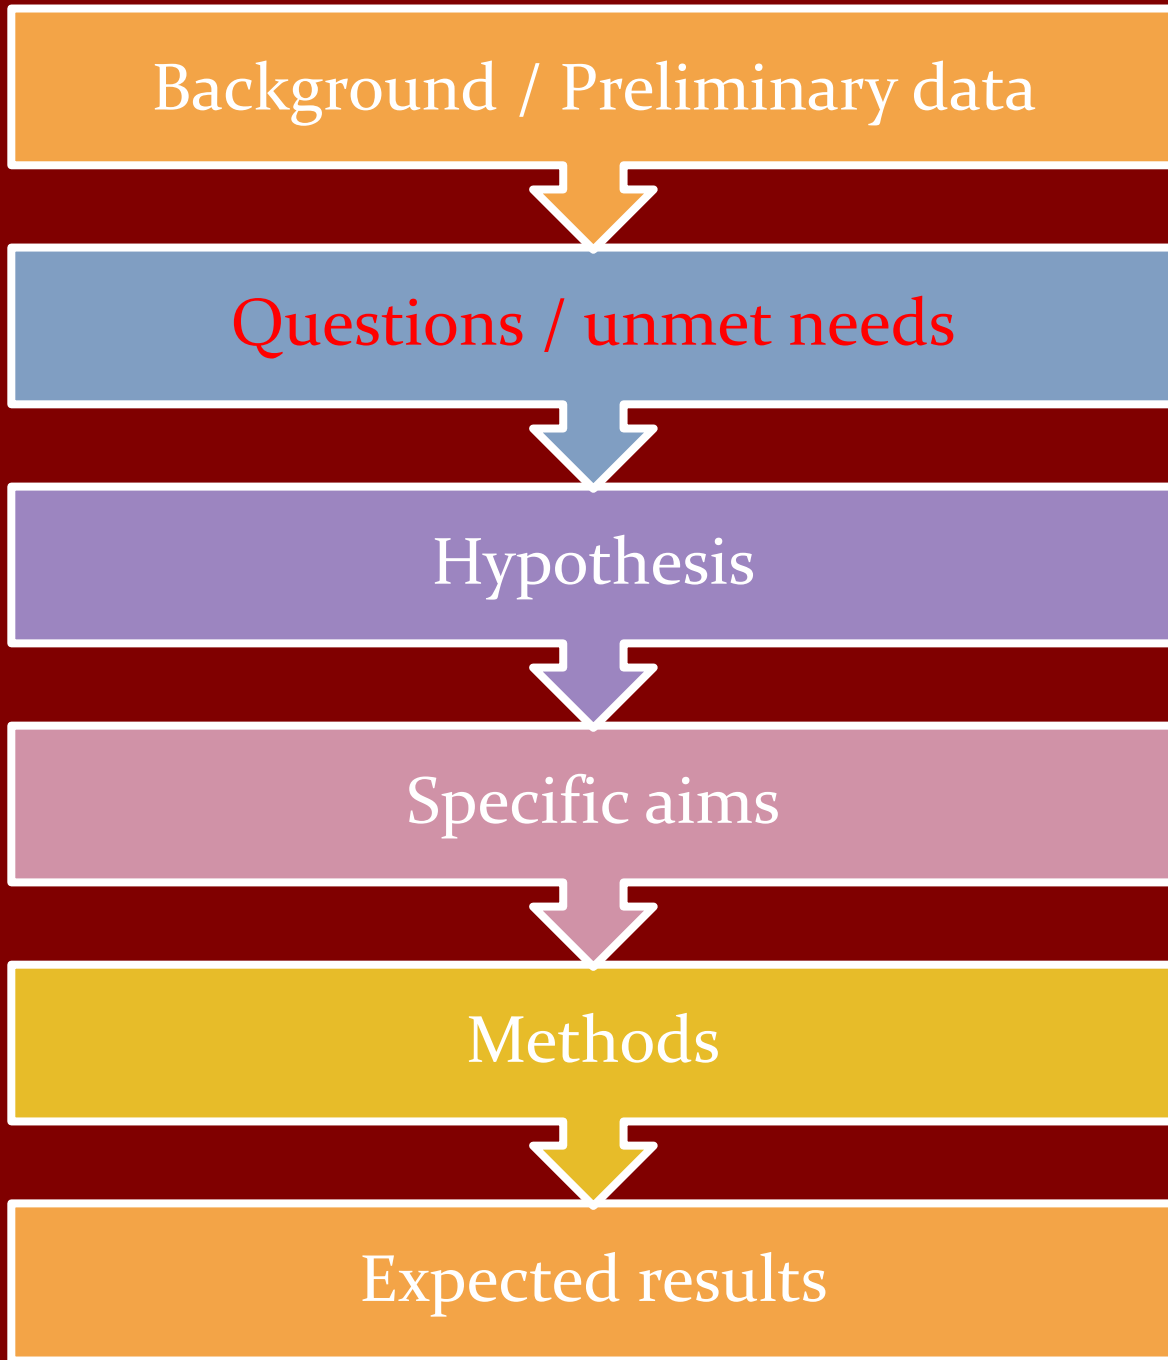 Background / Preliminary data
Questions / unmet needs
Hypothesis
Specific aims
Methods
Expected results